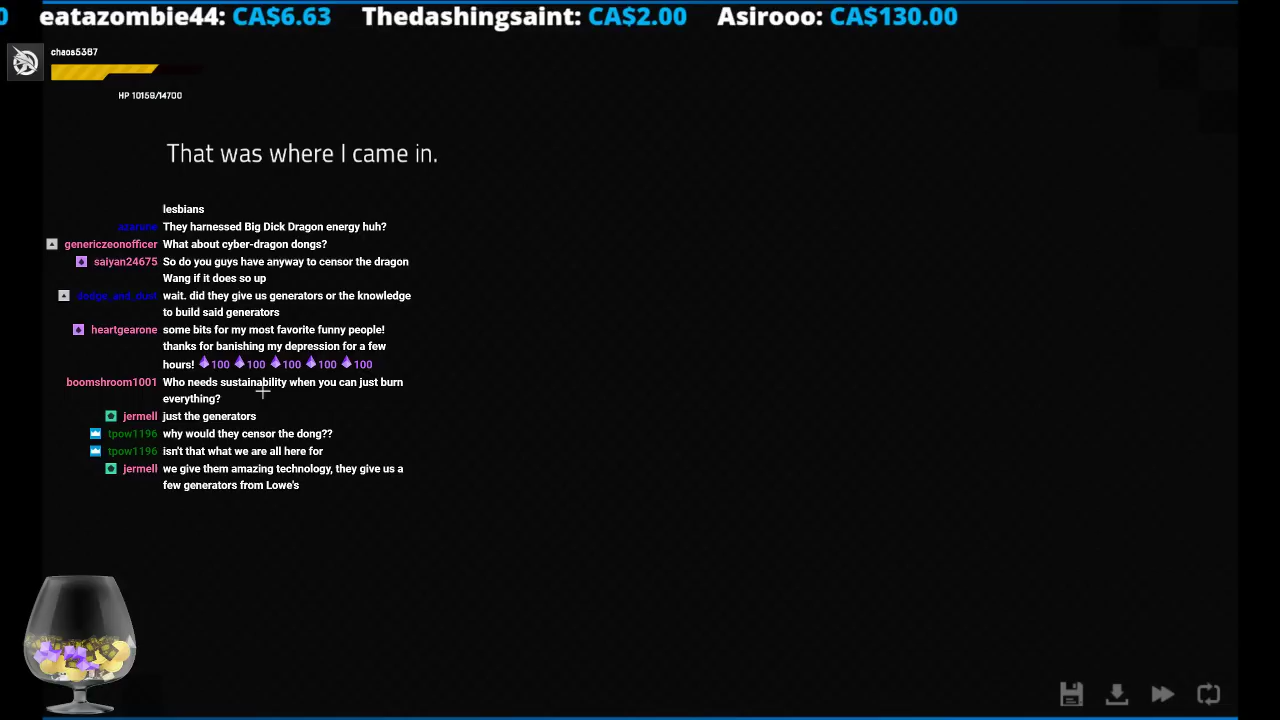 0 eatazombie44: CA$6.63 Thedashingsaint: CA$2.00 Asirooo: CA$130.00
chaos5387
HP 10159/14700
That was where I came in.
lesbians
azarune They harnessed Big Dick Dragon energy huh?
genericzeonofficer What about cyber-dragon dongs?
saiyan24675 So do you guys have anyway to censor the dragon
Wang if it does so up
dodge_and_dust wait. did they give us generators or the knowledge
to build said generators
heartgearone some bits for my most favorite funny people!
thanks for banishing my depression for a few
hours! 100 100 100 100 100
boomshroom1001 Who needs sustainability when you can just burn
everything?
jermell just the generators
tpow1196 why would they censor the dong??
tpow1196 isn't that what we are all here for
jermell we give them amazing technology, they give us a
few generators from Lowe's